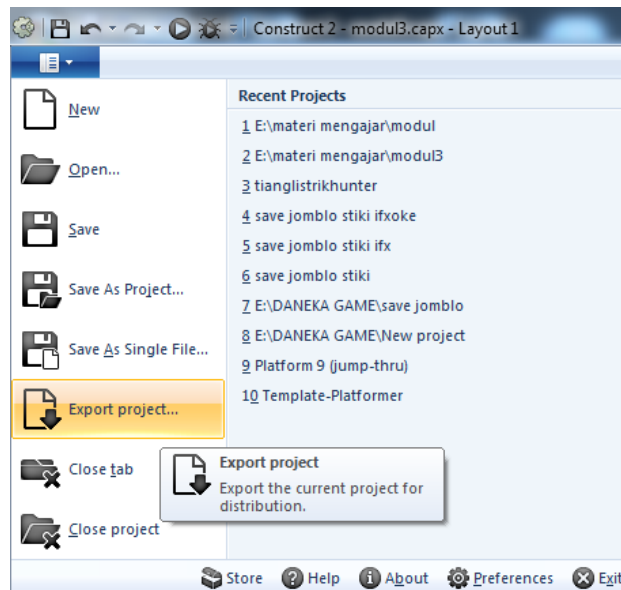 Construct 2 - modul3.capx - Layout 1
New
Open...
Save
Save As Project...
Save As Single File...
Export project...
Close tab
Close project
Recent Projects
1 E:\materi mengajar\modul
2 E:\materi mengajar\modul3
3 tianglistrikhunter
4 save jomblo stiki ifxoke
5 save jomblo stiki ifx
6 save jomblo stiki
7 E:\DANEKA GAME\save jomblo
8 E:\DANEKA GAME\New project
9 Platform 9 (jump-thru)
10 Template-Platformer
Export project
Export the current project for
distribution.
Store Help About Preferences Exit